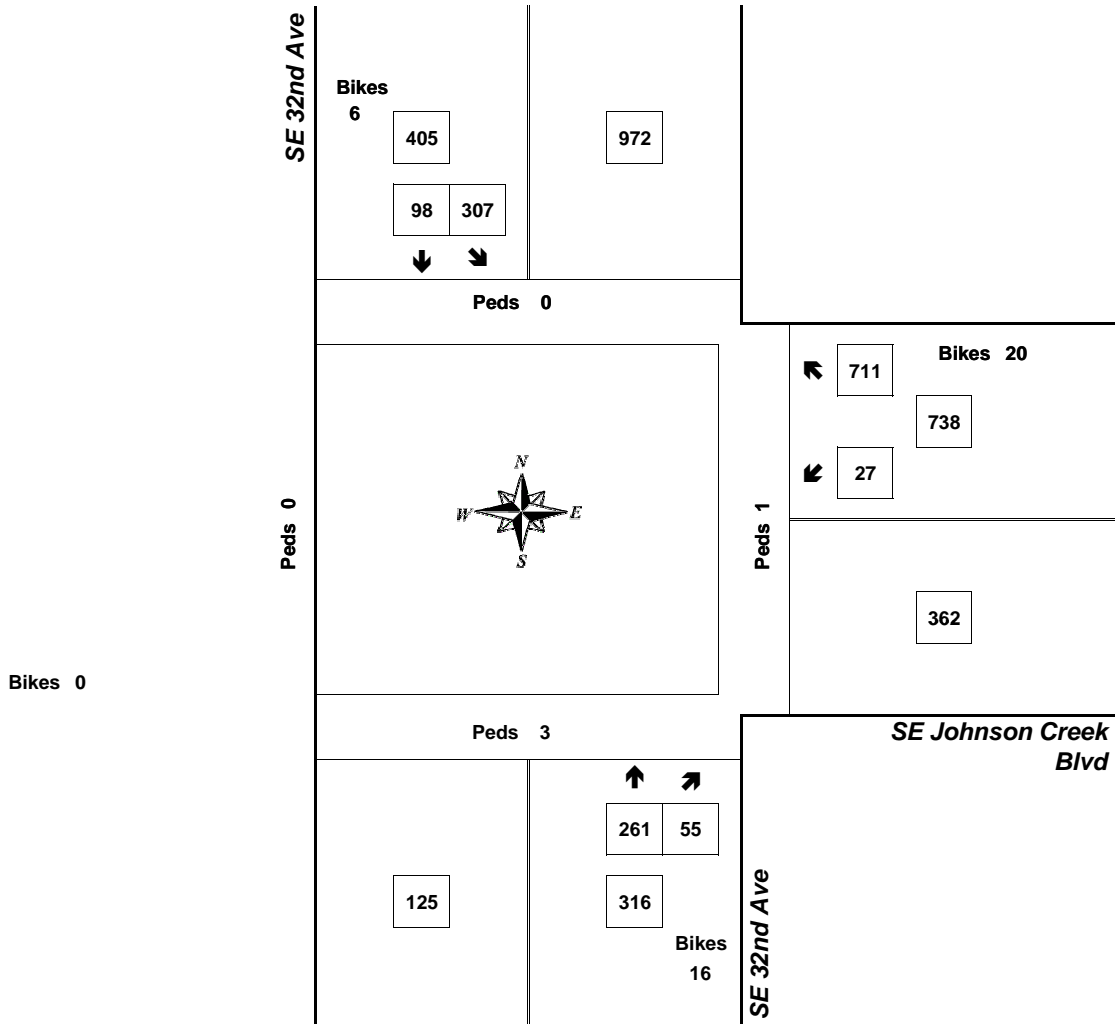 SE 32nd Ave
Bikes
6
405
972
98 307
Peds 0
711
Bikes 20
738
27
N
W E
S
Peds 0
Peds 1
362
Bikes 0
Peds 3
SE Johnson Creek
Blvd
261 55
125
316
Bikes
16
SE 32nd Ave